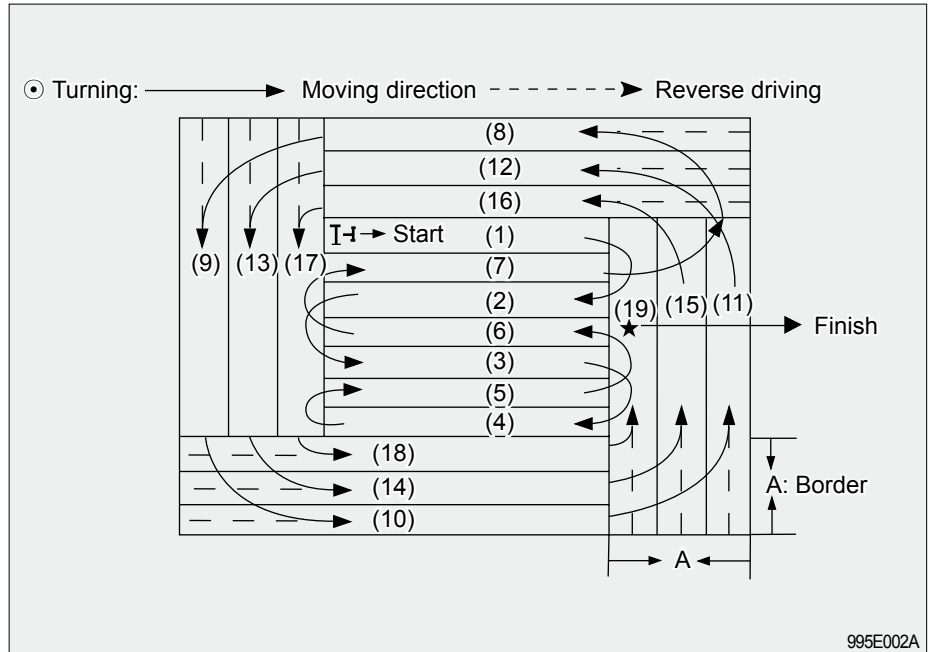 ⊙ Turning: Moving direction Reverse driving
(8)
(12)
(16)
Start (1)
(9) (13) (17) (7)
(2)
(19) (15) (11)
(6) Finish
(3)
(5)
(4)
(18)
(14) A: Border
(10)
A
995E002A